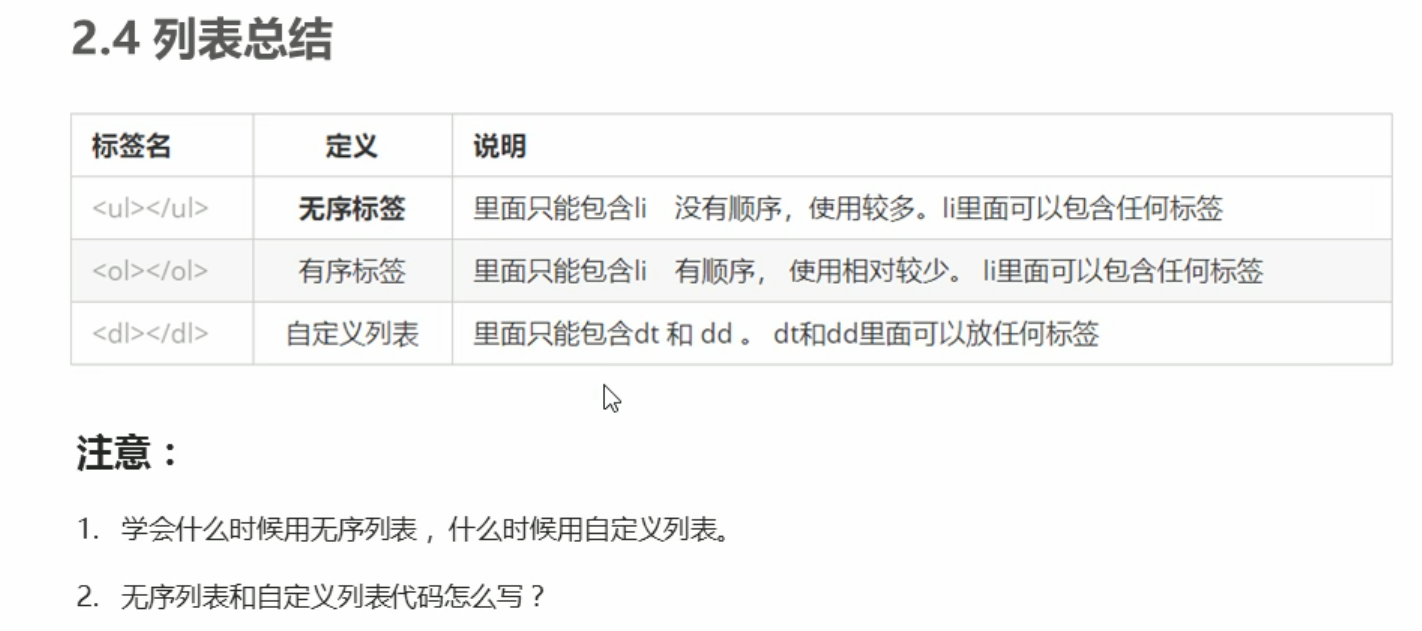 2.4 列表总结
标签名 定义 说明
<ul></ul> 无序标签 里面只能包含li 没有顺序，使用较多。li里面可以包含任何标签
<ol></ol> 有序标签 里面只能包含li 有顺序， 使用相对较少。 li里面可以包含任何标签
<dl></dl> 自定义列表 里面只能包含dt 和 dd 。 dt和dd里面可以放任何标签
注意：
1. 学会什么时候用无序列表 ，什么时候用自定义列表。
2. 无序列表和自定义列表代码怎么写？